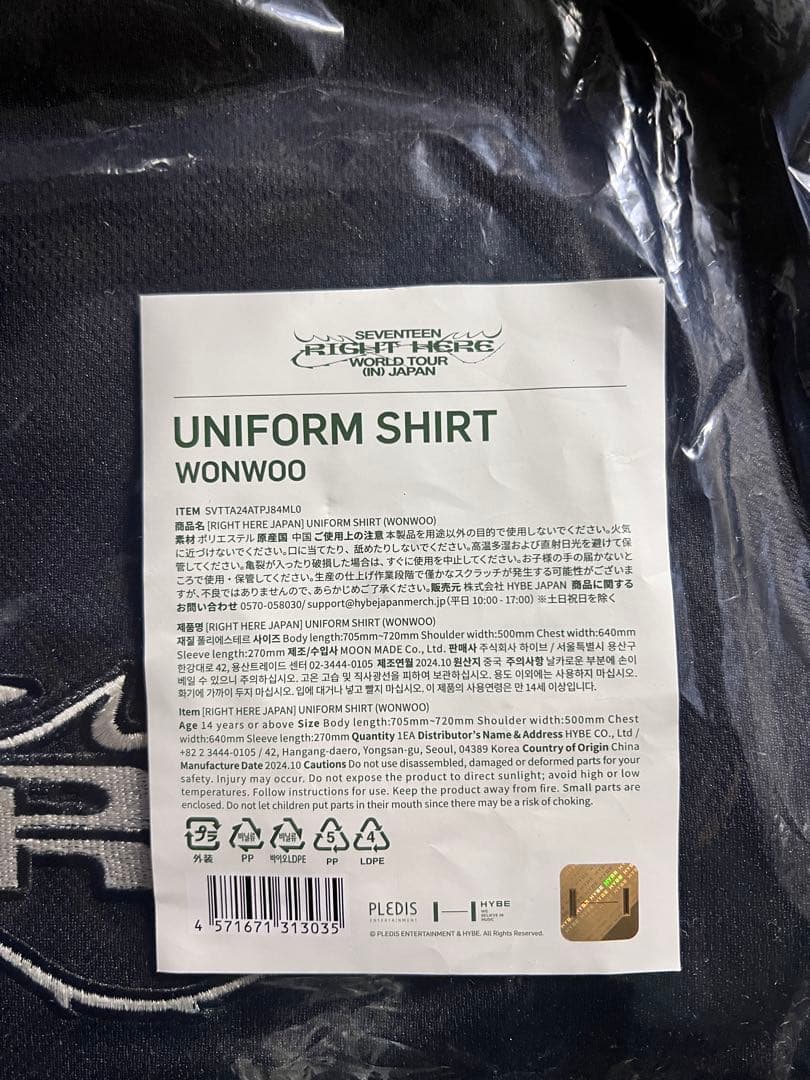 SEVENTEEN
RIGHT HERE
WORLD TOUR
(IN) JAPAN
UNIFORM SHIRT
WONWOO
ITEM SVTTA24ATPJ84ML0
商品名 [RIGHT HERE JAPAN] UNIFORM SHIRT (WONWOO)
素材 ポリエステル 原産国 中国 ご使用上の注意 本製品を用途以外の目的で使用しないでください。火気
に近づけないでください。口に当てたり、舐めたりしないでください。高温多湿および直射日光を避けて保
管してください。亀裂が入ったり破損した場合は、すぐに使用を中止してください。お子様の手の届かないと
ころで使用・保管してください。生産の仕上げ作業段階で僅かなスクラッチが発生する可能性がございま
すが、不良ではありませんので、あらかじめご了承ください。販売元 株式会社 HYBE JAPAN 商品に関する
お問い合わせ 0570-058030/ support@hybejapanmerch.jp(平日 10:00 - 17:00) ※土日祝日を除く
제품명 [RIGHT HERE JAPAN] UNIFORM SHIRT (WONWOO)
재질 폴리에스테르 사이즈 Body length:705mm~720mm Shoulder width:500mm Chest width:640mm
Sleeve length:270mm 제조/수입사 MOON MADE Co., Ltd. 판매사 주식회사 하이브 / 서울특별시 용산구
한강대로 42, 용산트레이드 센터 02-3444-0105 제조연월 2024.10 원산지 중국 주의사항 날카로운 부분에 손이
베일 수 있으니 주의하십시오. 고온 고습 및 직사광선을 피하여 보관하십시오. 용도 이외에는 사용하지 마십시오.
화기에 가까이 두지 마십시오. 입에 대거나 넣고 빨지 마십시오. 이 제품의 사용연령은 만 14세 이상입니다.
Item [RIGHT HERE JAPAN] UNIFORM SHIRT (WONWOO)
Age 14 years or above Size Body length:705mm~720mm Shoulder width:500mm Chest
width:640mm Sleeve length:270mm Quantity 1EA Distributor's Name & Address HYBE CO., Ltd /
+82 2 3444-0105 / 42, Hangang-daero, Yongsan-gu, Seoul, 04389 Korea Country of Origin China
Manufacture Date 2024.10 Cautions Do not use disassembled, damaged or deformed parts for your
safety. Injury may occur. Do not expose the product to direct sunlight; avoid high or low
temperatures. Follow instructions for use. Keep the product away from fire. Small parts are
enclosed. Do not let children put parts in their mouth since there may be a risk of choking.
プラ 비닐류 비닐류 5 4
外装 PP 바이오LDPE PP LDPE
4 571671 313035
PLEDIS
ENTERTAINMENT
HYBE
WE
BELIEVE IN
MUSIC
© PLEDIS ENTERTAINMENT & HYBE. All Rights Reserved.
R